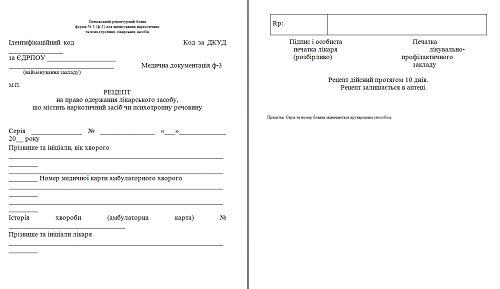 Спеціальний рецептурний бланк
форма № 3 (ф-3) для виписування наркотичних
та психотропних лікарських засобів
Ідентифікаційний код Код за ДКУД
за ЄДРПОУ
Медична документація ф-3
(найменування закладу)
М.П.
РЕЦЕПТ
на право одержання лікарського засобу,
що містить наркотичний засіб чи психотропну речовину
Серія ____________ № ____________ «___»____________
20__ року
Прізвище та ініціали, вік хворого
Номер медичної карти амбулаторного хворого
Історія хвороби (амбулаторна карта) №
Прізвище та ініціали лікаря
Rp:
Підпис і особиста
печатка лікаря
(розбірливо)
Печатка
лікувально-
профілактичного
закладу
Рецепт дійсний протягом 10 днів.
Рецепт залишається в аптеці.
Примітка. Серія та номер бланка зазначаються друкарським способом.